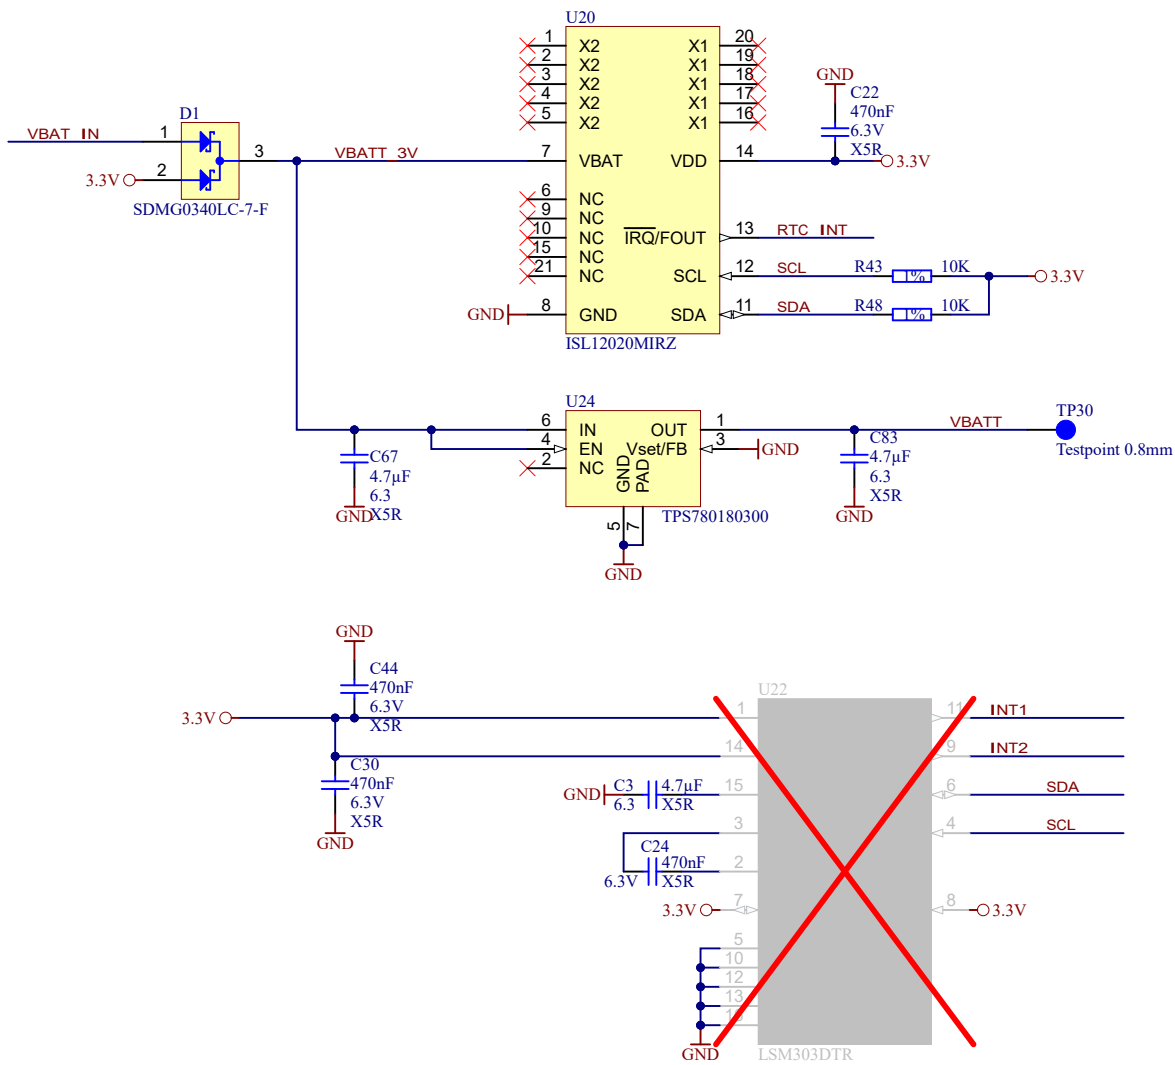 U20
1 X2 X1 20
2 X2 X1 19
3 X2 X1 18
4 X2 X1 17
5 X2 X1 16
GND
C22
470nF
6.3V
X5R
D1
VBAT IN 1
3.3V 2
3 VBATT 3V 7 VBAT VDD 14 3.3V
SDMG0340LC-7-F
6 NC
9 NC
10 NC
15 NC
21 NC
IRQ/FOUT 13 RTC INT
SCL 12 SCL R43 1% 10K 3.3V
GND 8 GND SDA 11 SDA R48 1% 10K
ISL12020MIRZ
U24
6 IN OUT 1 VBATT
4 EN Vset/FB 3 GND
2 NC
GND
PAD
5
7
TPS780180300
GND
C67
4.7µF
6.3
X5R
GND
C83
4.7µF
6.3
X5R
GND
TP30
Testpoint 0.8mm
GND
C44
470nF
6.3V
X5R
3.3V
C30
470nF
6.3V
X5R
GND
U22
1 11 INT1
14 9 INT2
GND C3 4.7µF 15 6 SDA
6.3 X5R
3 4 SCL
C24
470nF 2
6.3V X5R
3.3V 7 8 3.3V
5
10
12
13
GND
LSM303DTR